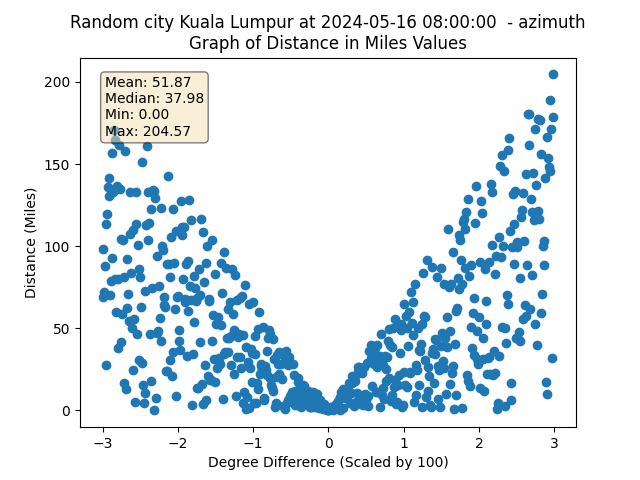 Random city Kuala Lumpur at 2024-05-16 08:00:00  - azimuth
Graph of Distance in Miles Values
Mean: 51.87
Median: 37.98
Min: 0.00
Max: 204.57
Distance (Miles)
200
150
100
50
0
−3 −2 −1 0 1 2 3
Degree Difference (Scaled by 100)